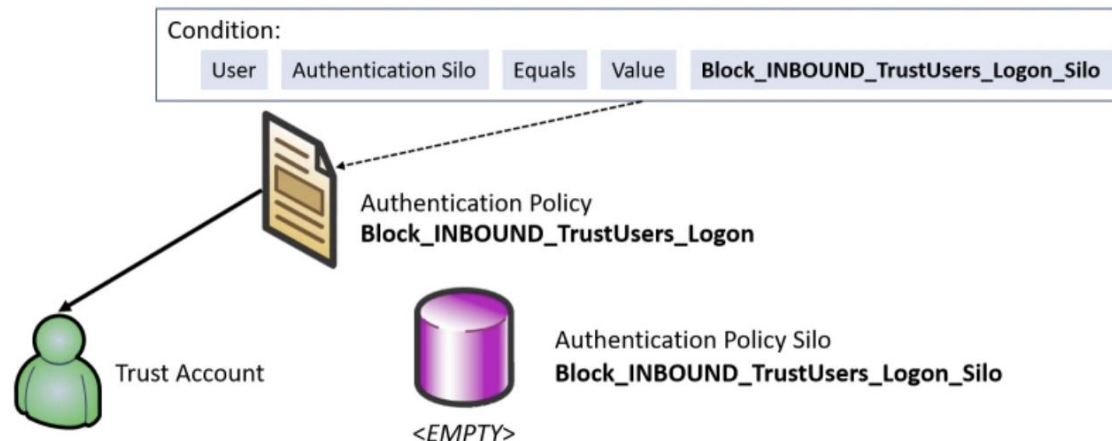 Condition:
User Authentication Silo Equals Value Block_INBOUND_TrustUsers_Logon_Silo
Authentication Policy
Block_INBOUND_TrustUsers_Logon
Trust Account
Authentication Policy Silo
Block_INBOUND_TrustUsers_Logon_Silo
<EMPTY>